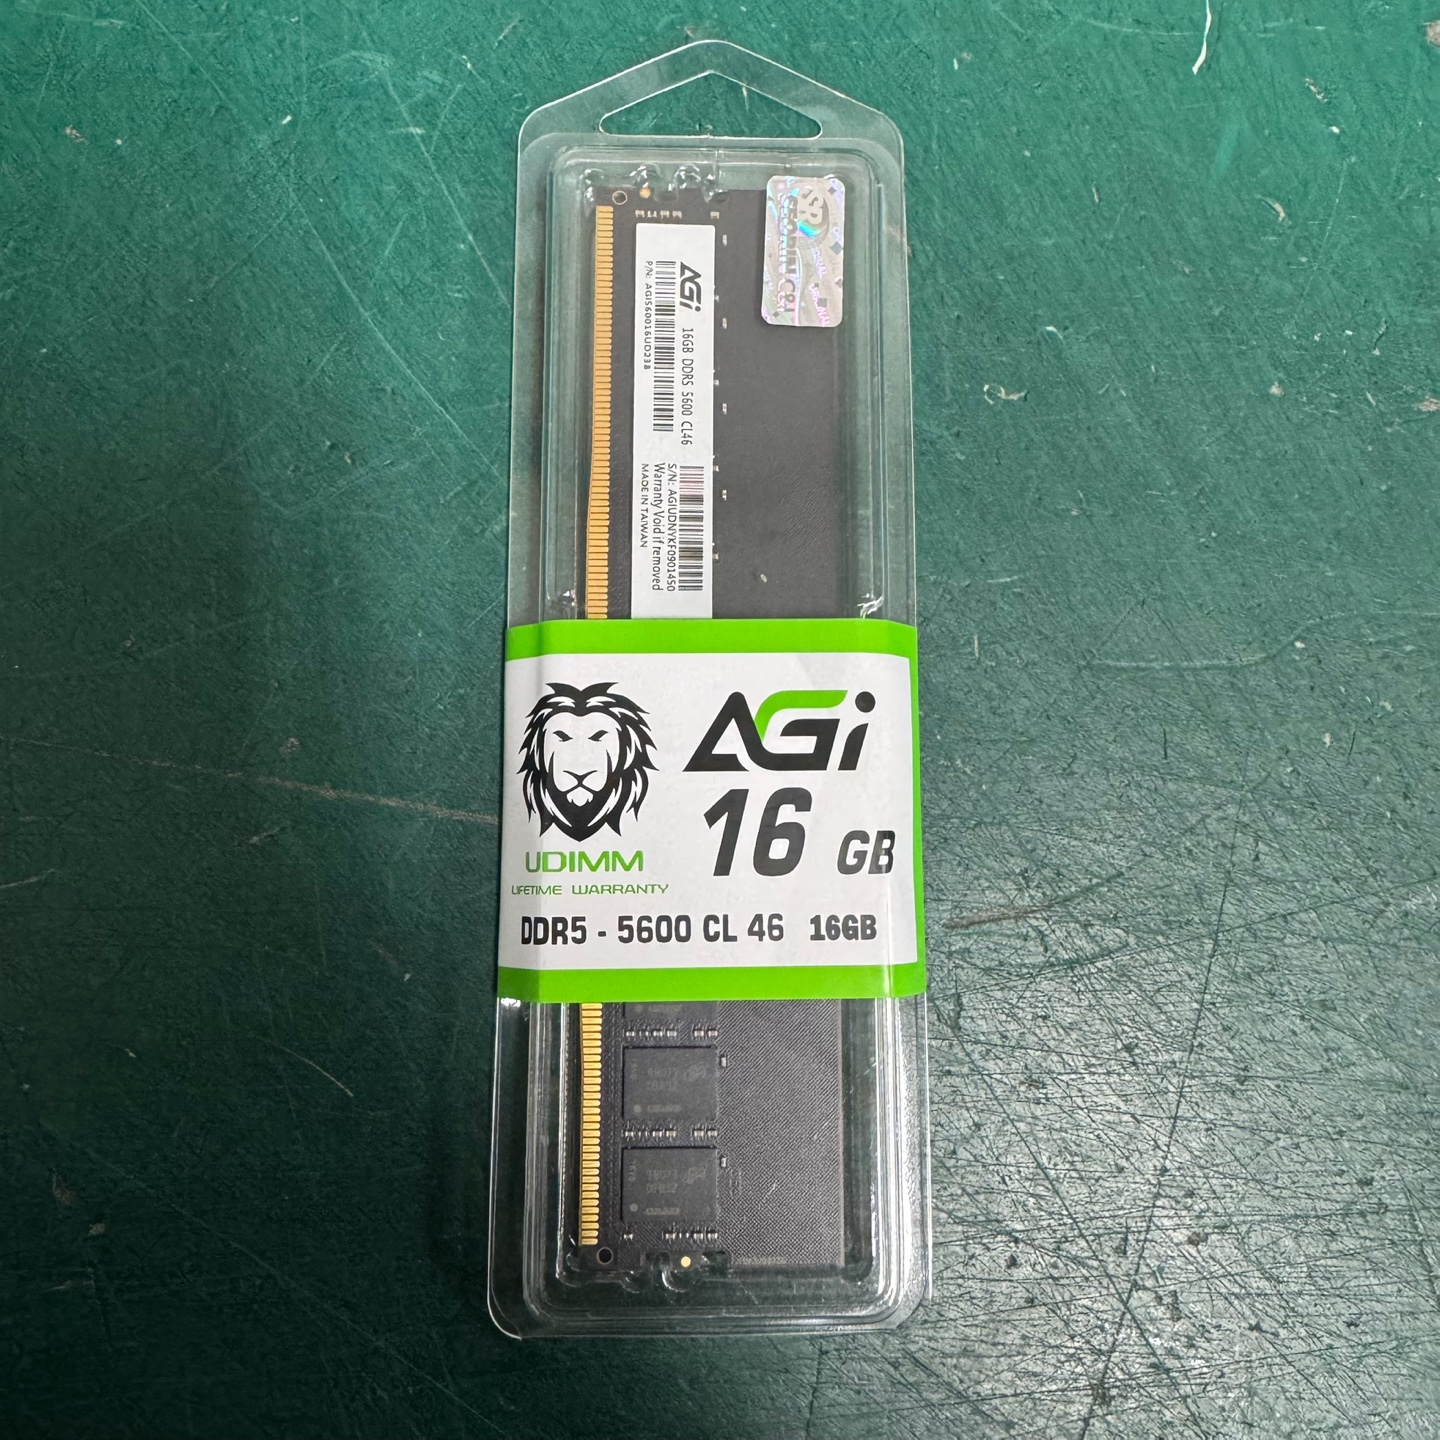 AGi
16GB DDR5 5600 CL46
P/N: AGI560016UD238
S/N: AGIUDNYKF0901450
Warranty Void if removed
MADE IN TAIWAN
AGi
16 GB
UDIMM
LIFETIME WARRANTY
DDR5 - 5600 CL 46 16GB